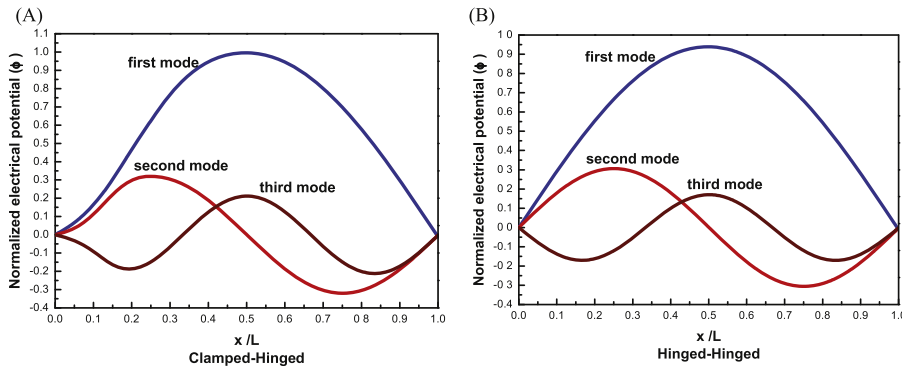 (A)
1.1
1.0
0.9
0.8
0.7
0.6
0.5
0.4
0.3
0.2
0.1
0.0
-0.1
-0.2
-0.3
-0.4
Normalized electrical potential (ϕ)
first mode
second mode
third mode
0.0 0.1 0.2 0.3 0.4 0.5 0.6 0.7 0.8 0.9 1.0
x /L
Clamped-Hinged
(B)
1 0
0.9
0.8
0.7
0.6
0.5
0.4
0.3
0.2
0.1
0.0
-0.1
-0.2
-0.3
0.4
Normalized electrical potential (ϕ)
first mode
second mode
third mode
0.0 0.1 0.2 0.3 0.4 0.5 0.6 0.7 0.8 0.9 1.0
x /L
Hinged-Hinged